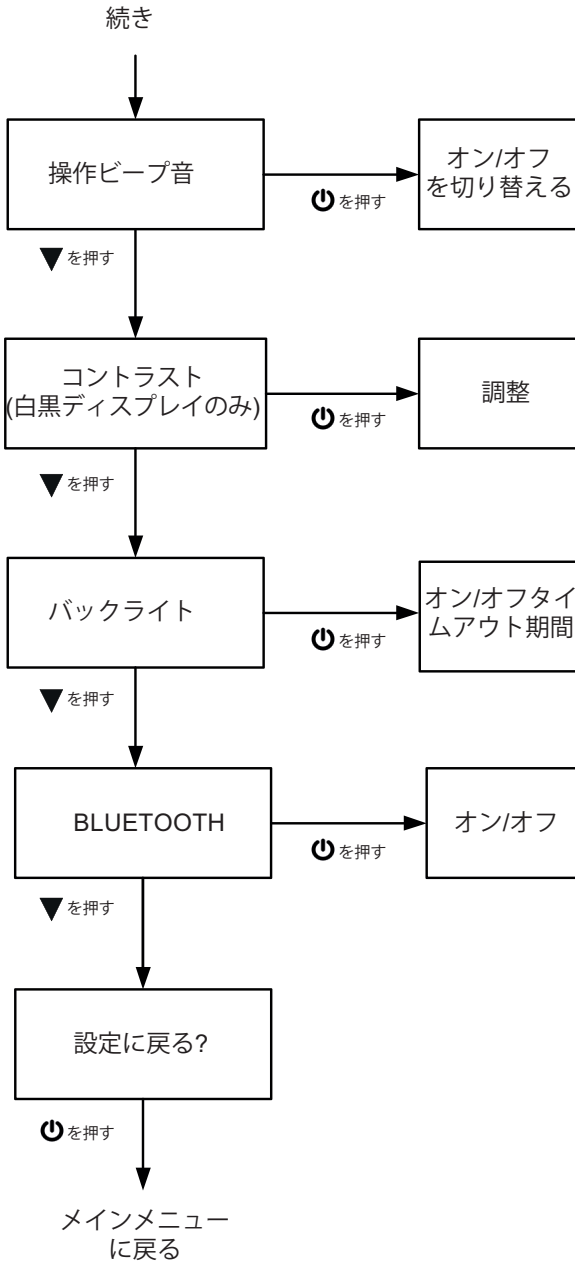 続き
操作ビープ音
オン/オフ
を切り替える
を押す
▼を押す
コントラスト
(白黒ディスプレイのみ)
調整
を押す
▼を押す
バックライト
オン/オフタイ
ムアウト期間
を押す
▼を押す
BLUETOOTH
オン/オフ
を押す
▼を押す
設定に戻る?
を押す
メインメニュー
に戻る